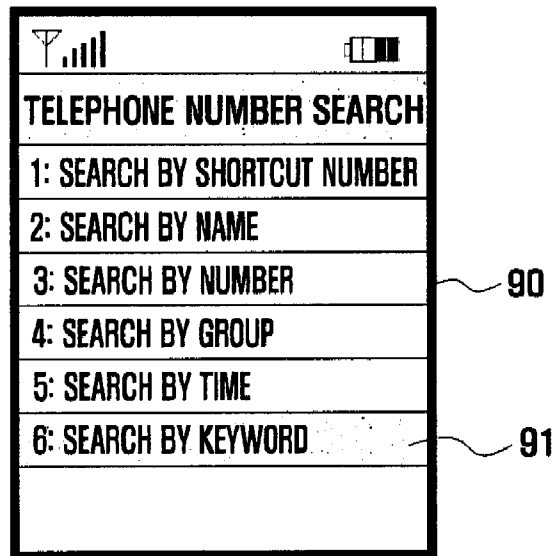 TELEPHONE NUMBER SEARCH
1: SEARCH BY SHORTCUT NUMBER
2: SEARCH BY NAME
3: SEARCH BY NUMBER
90
4: SEARCH BY GROUP
5: SEARCH BY TIME
6: SEARCH BY KEYWORD
91